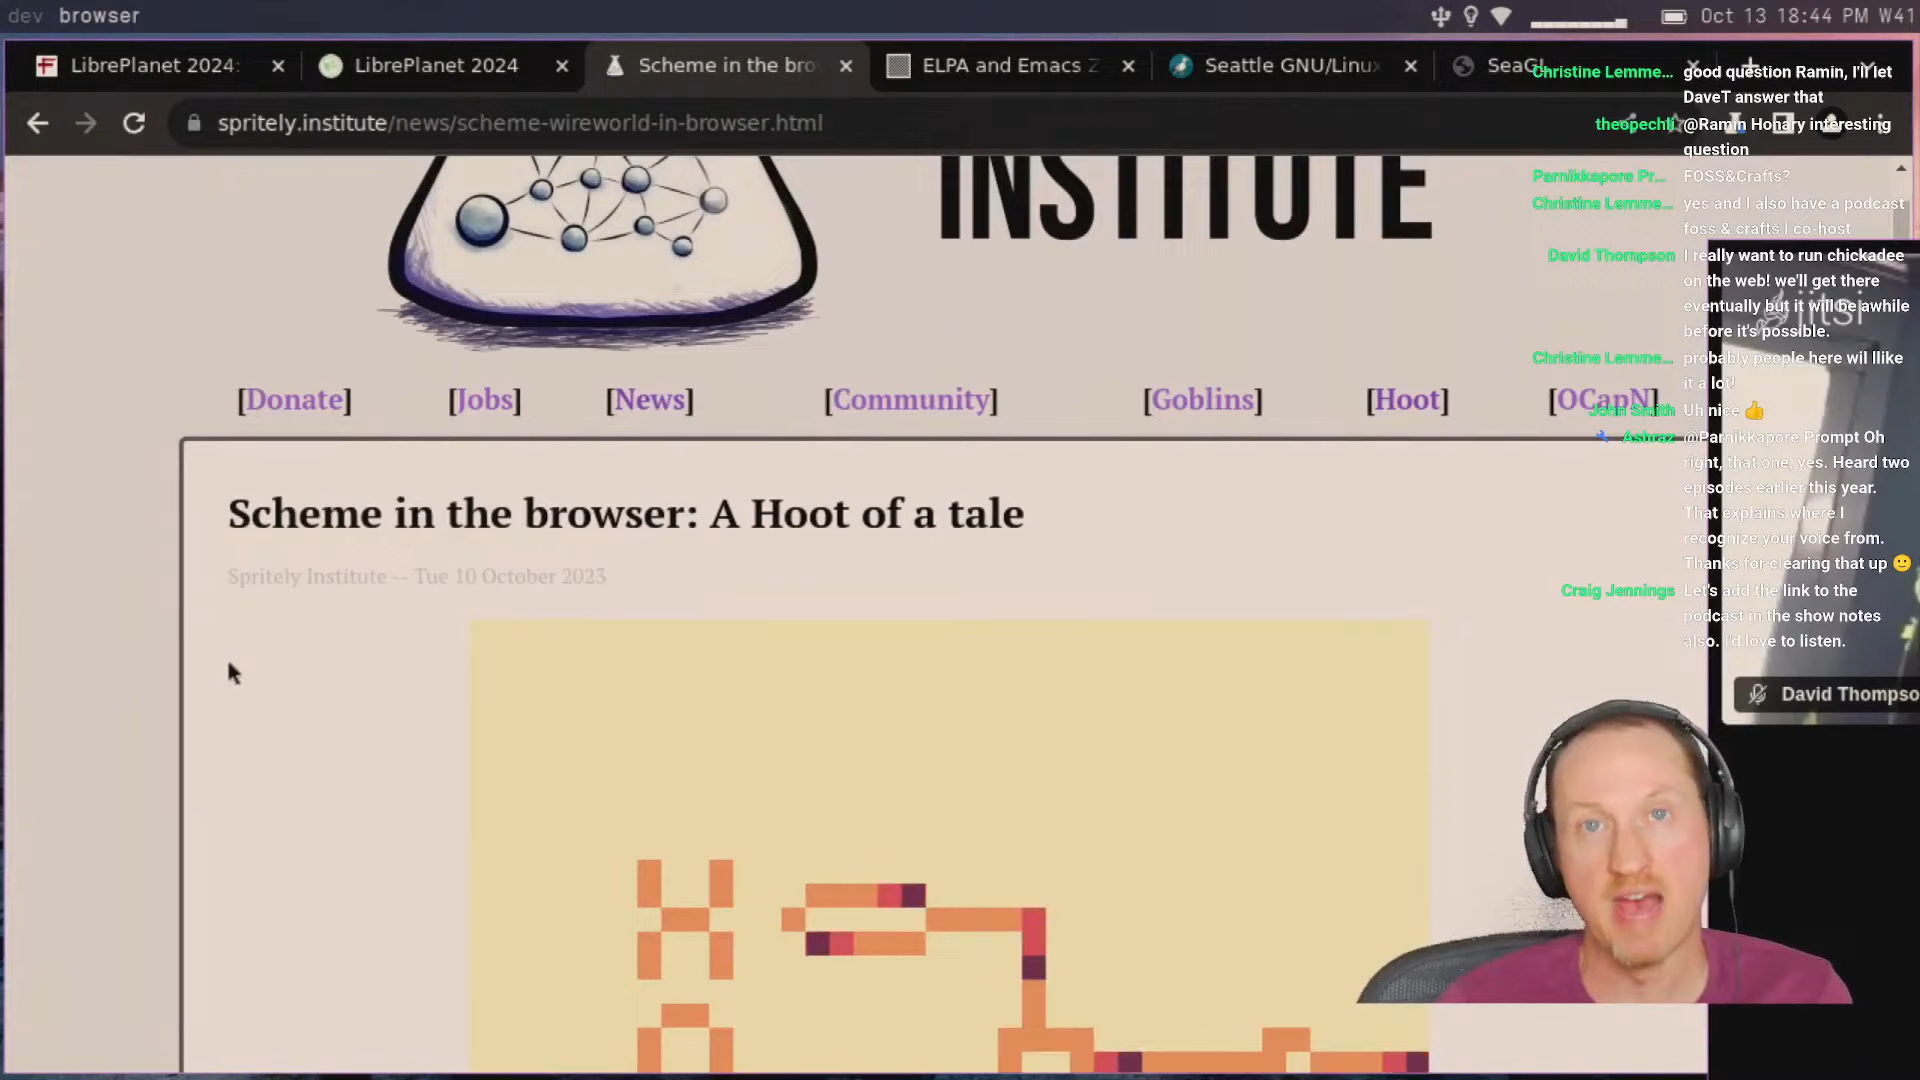 dev browser
Oct 13 18:44 PM W41
LibrePlanet 2024:
LibrePlanet 2024
Scheme in the bro
ELPA and Emacs
Seattle GNU/Linux
SeaGL
spritely.institute/news/scheme-wireworld-in-browser.html
INSTITUTE
[Donate] [Jobs] [News] [Community] [Goblins] [Hoot] [OCapN]
Scheme in the browser: A Hoot of a tale
Spritely Institute -- Tue 10 October 2023
Christine Lemme... good question Ramin, I'll let
DaveT answer that
theopechli @Ramin Honary interesting
question
Parnikkapore Pr... FOSS&Crafts?
Christine Lemme... yes and I also have a podcast
foss & crafts I co-host
David Thompson I really want to run chickadee
on the web! we'll get there
eventually but it will be awhile
before it's possible.
Christine Lemme... probably people here wil llike
it a lot!
John Smith Uh nice 👍
Ashraz @Parnikkapore Prompt Oh
right, that one, yes. Heard two
episodes earlier this year.
That explains where I
recognize your voice from.
Thanks for clearing that up 🙂
Craig Jennings Let's add the link to the
podcast in the show notes
also. I'd love to listen.
jitsi
David Thompso